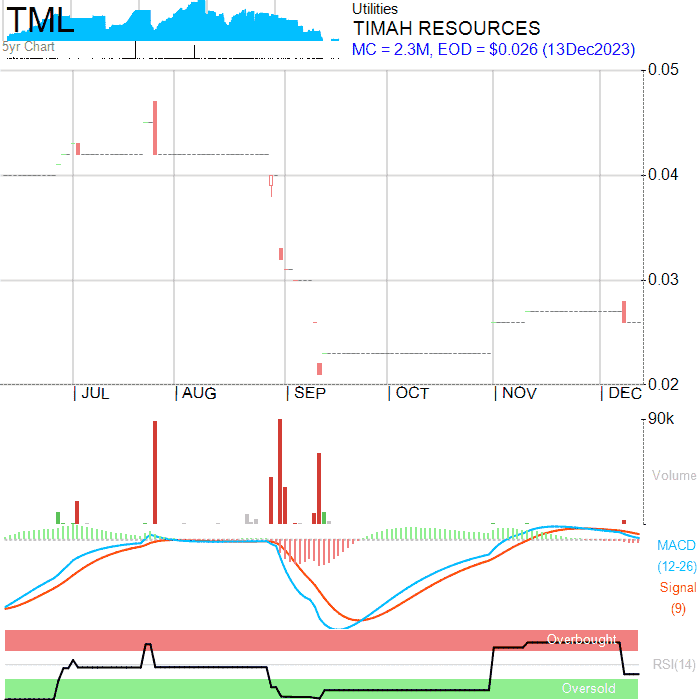 TML
5yr Chart
Utilities
TIMAH RESOURCES
MC = 2.3M, EOD = $0.026 (13Dec2023)
0.05
0.04
0.03
0.02
JUL AUG SEP OCT NOV DEC
90k
Volume
MACD
(12-26)
Signal
(9)
Overbought
RSI(14)
Oversold